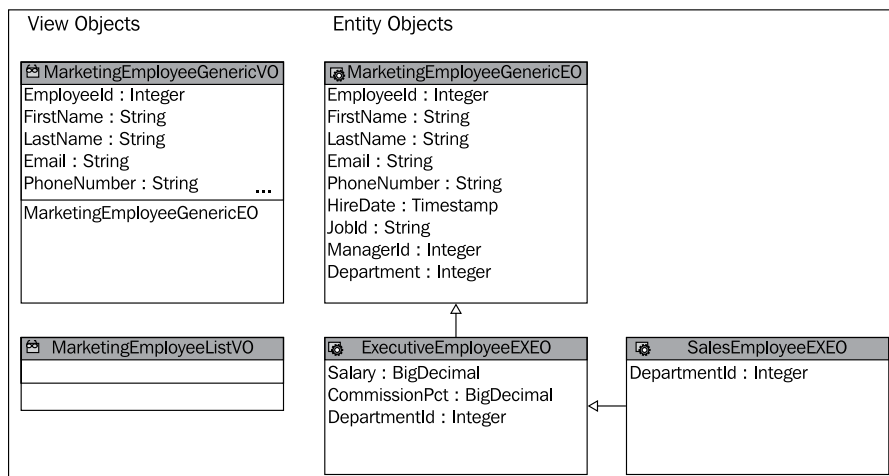 View Objects
Entity Objects
MarketingEmployeeGenericVO
EmployeeId : Integer
FirstName : String
LastName : String
Email : String
PhoneNumber : String ...
MarketingEmployeeGenericEO
MarketingEmployeeGenericEO
EmployeeId : Integer
FirstName : String
LastName : String
Email : String
PhoneNumber : String
HireDate : Timestamp
JobId : String
ManagerId : Integer
Department : Integer
MarketingEmployeeListVO
ExecutiveEmployeeEXEO
Salary : BigDecimal
CommissionPct : BigDecimal
DepartmentId : Integer
SalesEmployeeEXEO
DepartmentId : Integer